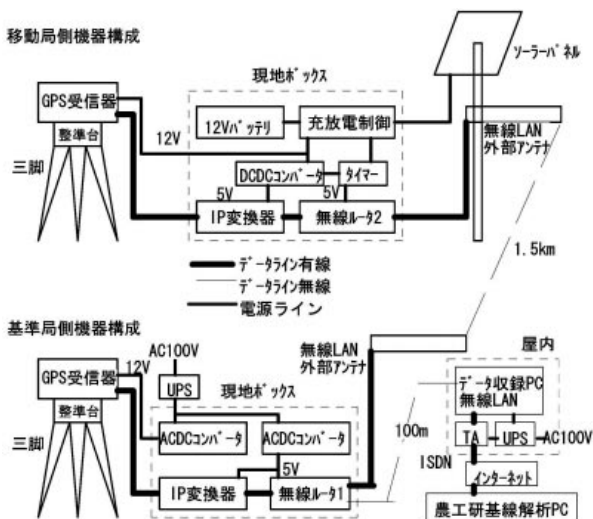 移動局側機器構成
ソーラーパネル
現地ボックス
GPS受信器
整準台
三脚
12V
12Vバッテリ
充放電制御
無線LAN
外部アンテナ
DCDCコンバータ
タイマー
5V
5V
IP変換器
無線ルータ2
1.5km
データライン有線
データライン無線
電源ライン
基準局側機器構成
無線LAN
外部アンテナ
屋内
AC100V
GPS受信器
12V
UPS
現地ボックス
データ収録PC
無線LAN
整準台
三脚
ACDCコンバータ
ACDCコンバータ
100m
TA
UPS
AC100V
5V
ISDN
インターネット
IP変換器
無線ルータ1
農工研基線解析PC